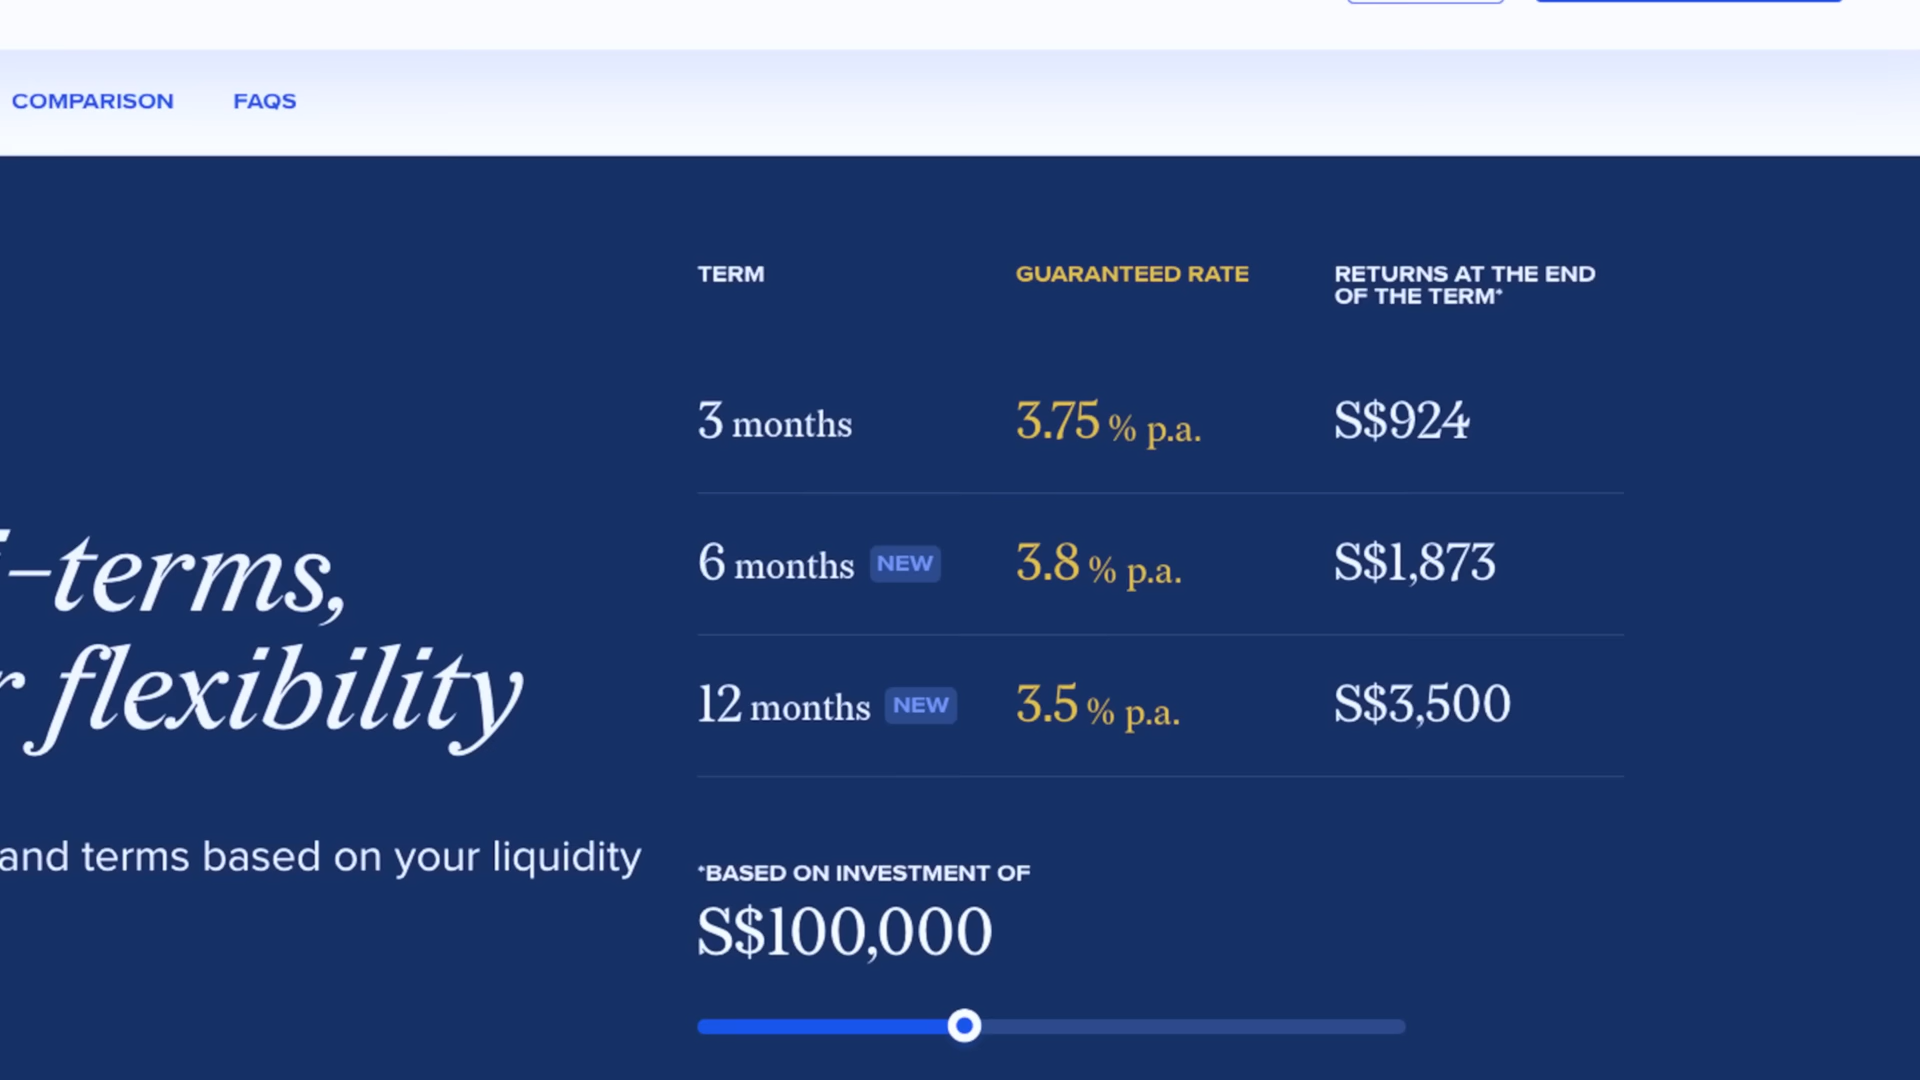 COMPARISON FAQS
TERM GUARANTEED RATE RETURNS AT THE END
OF THE TERM*
3 months 3.75 % p.a. S$924
6 months NEW 3.8 % p.a. S$1,873
12 months NEW 3.5 % p.a. S$3,500
-terms,
flexibility
and terms based on your liquidity
*BASED ON INVESTMENT OF
S$100,000